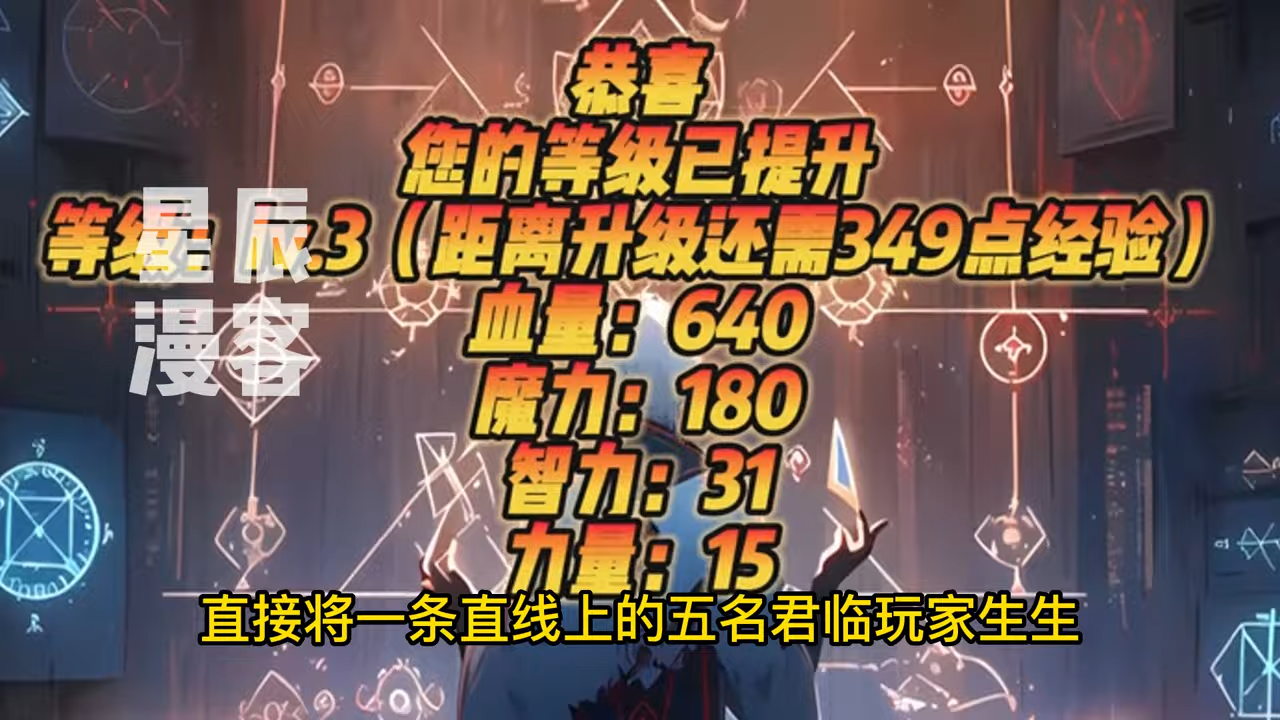 恭喜
您的等级已提升
等级：lv.3（距离升级还需349点经验）
血量：640
魔力：180
智力：31
力量：15
星辰
漫客
直接将一条直线上的五名君临玩家生生